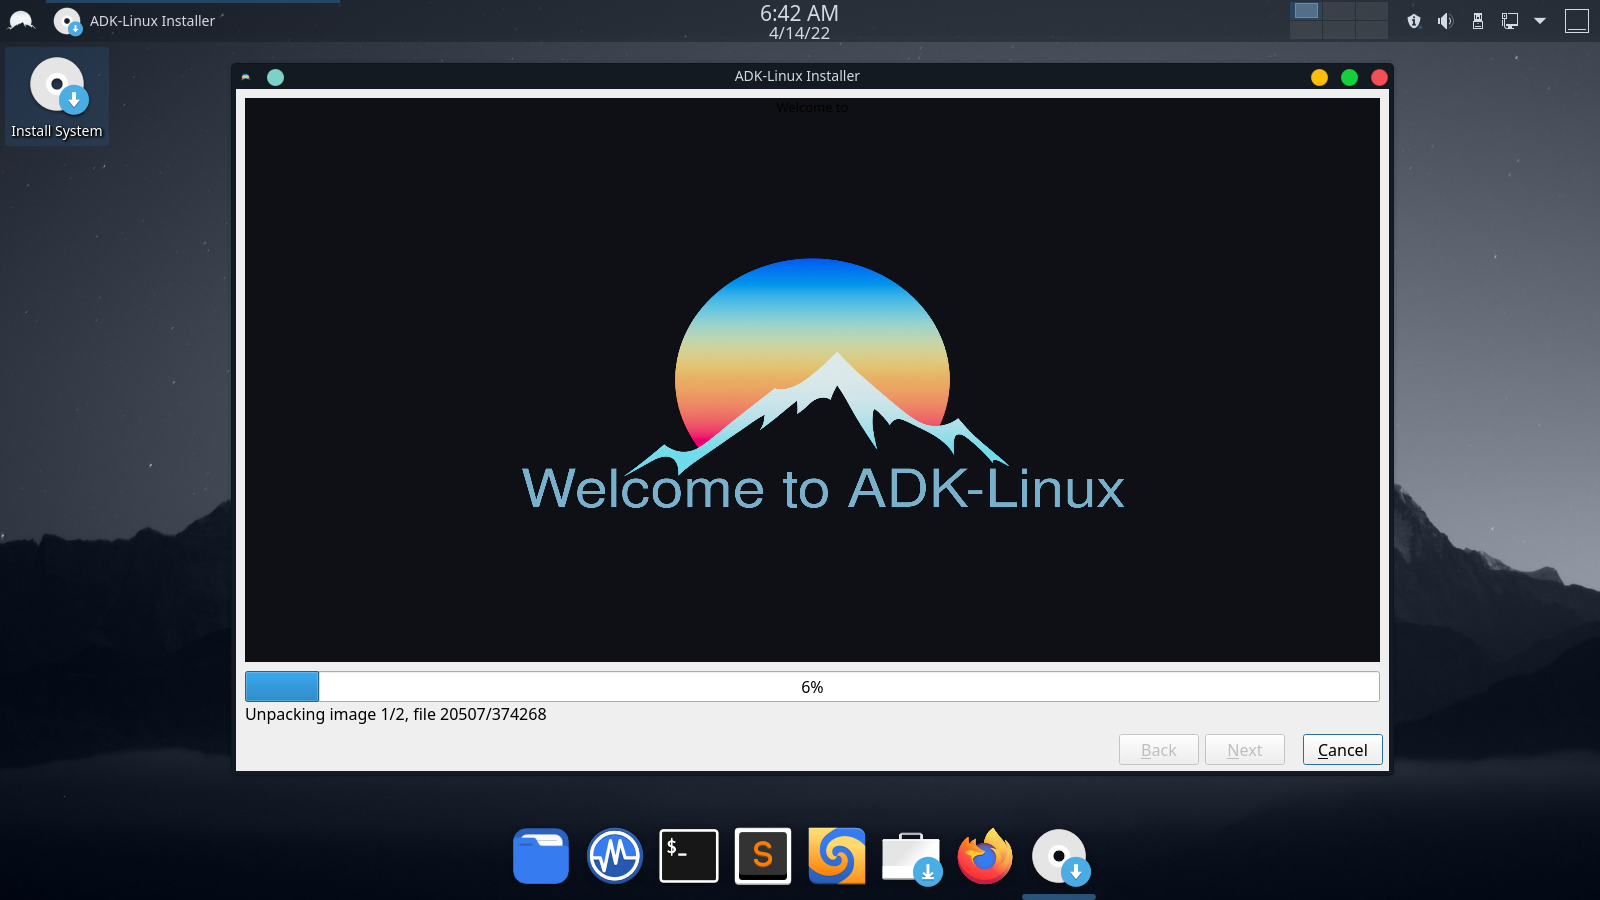 ADK-Linux Installer
6:42 AM
4/14/22
Install System
ADK-Linux Installer
Welcome to
Welcome to ADK-Linux
6%
Unpacking image 1/2, file 20507/374268
Back
Next
Cancel
$_
S